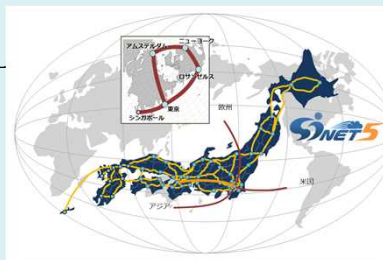 アムステルダム
ニューヨーク
ロサンゼルス
東京
シンガポール
欧州
SINET5
米国
アジア